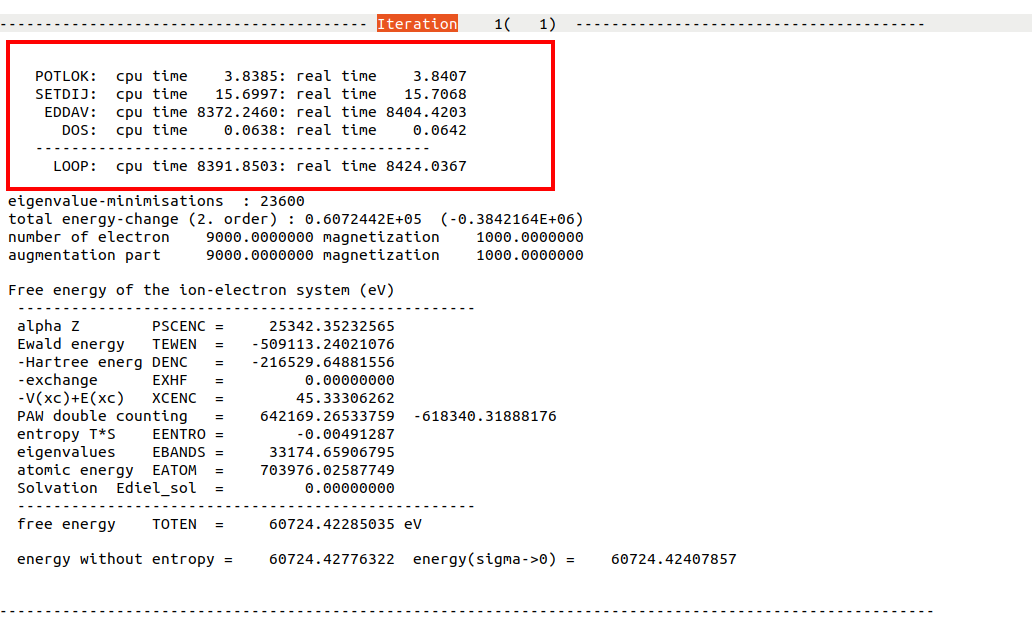 ----------------------------------------- Iteration    1(   1)  ---------------------------------------
POTLOK:  cpu time    3.8385: real time    3.8407
SETDIJ:  cpu time   15.6997: real time   15.7068
EDDAV:  cpu time 8372.2460: real time 8404.4203
DOS:  cpu time    0.0638: real time    0.0642
--------------------------------------------
LOOP:  cpu time 8391.8503: real time 8424.0367
eigenvalue-minimisations  : 23600
total energy-change (2. order) : 0.6072442E+05  (-0.3842164E+06)
number of electron    9000.0000000 magnetization    1000.0000000
augmentation part     9000.0000000 magnetization    1000.0000000
Free energy of the ion-electron system (eV)
---------------------------------------------------
alpha Z        PSCENC =     25342.35232565
Ewald energy   TEWEN  =   -509113.24021076
-Hartree energ DENC   =   -216529.64881556
-exchange      EXHF   =         0.00000000
-V(xc)+E(xc)   XCENC  =        45.33306262
PAW double counting   =    642169.26533759  -618340.31888176
entropy T*S    EENTRO =        -0.00491287
eigenvalues    EBANDS =     33174.65906795
atomic energy  EATOM  =    703976.02587749
Solvation  Ediel_sol  =         0.00000000
---------------------------------------------------
free energy    TOTEN  =     60724.42285035 eV
energy without entropy =    60724.42776322  energy(sigma->0) =    60724.42407857
--------------------------------------------------------------------------------------------------------